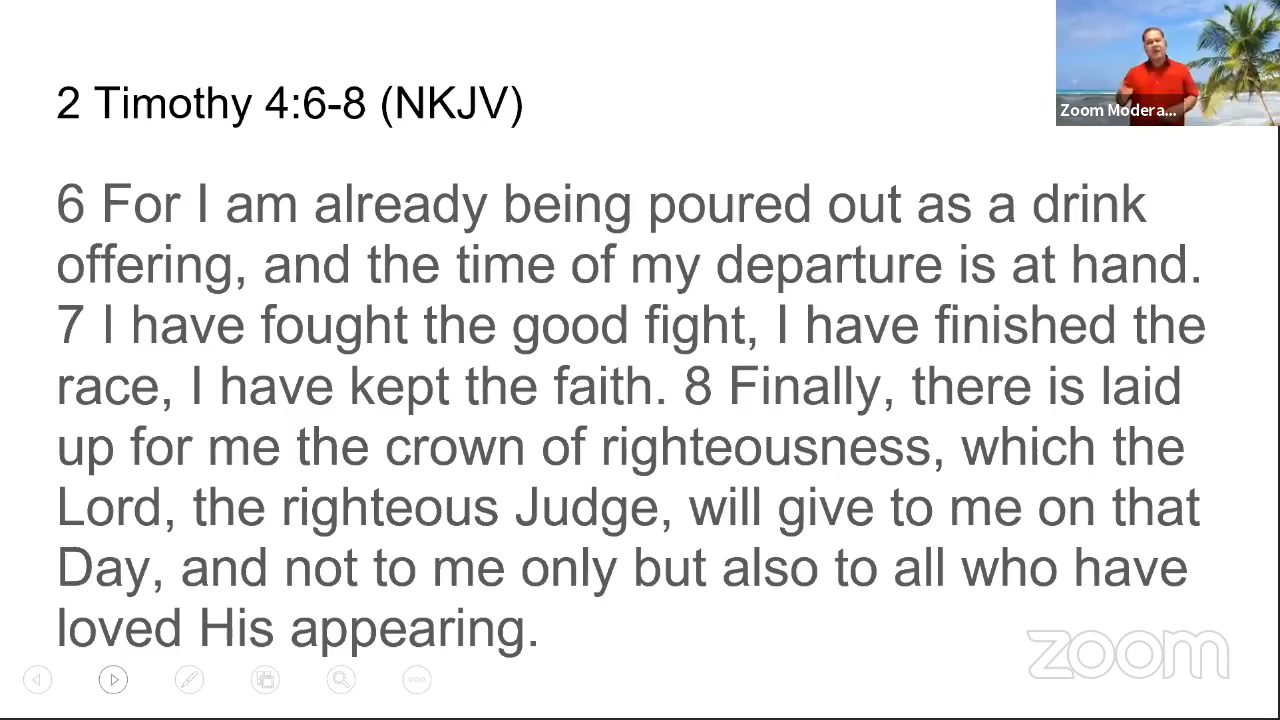 2 Timothy 4:6-8 (NKJV)
Zoom Modera...
6 For I am already being poured out as a drink
offering, and the time of my departure is at hand.
7 I have fought the good fight, I have finished the
race, I have kept the faith. 8 Finally, there is laid
up for me the crown of righteousness, which the
Lord, the righteous Judge, will give to me on that
Day, and not to me only but also to all who have
loved His appearing.
zoom